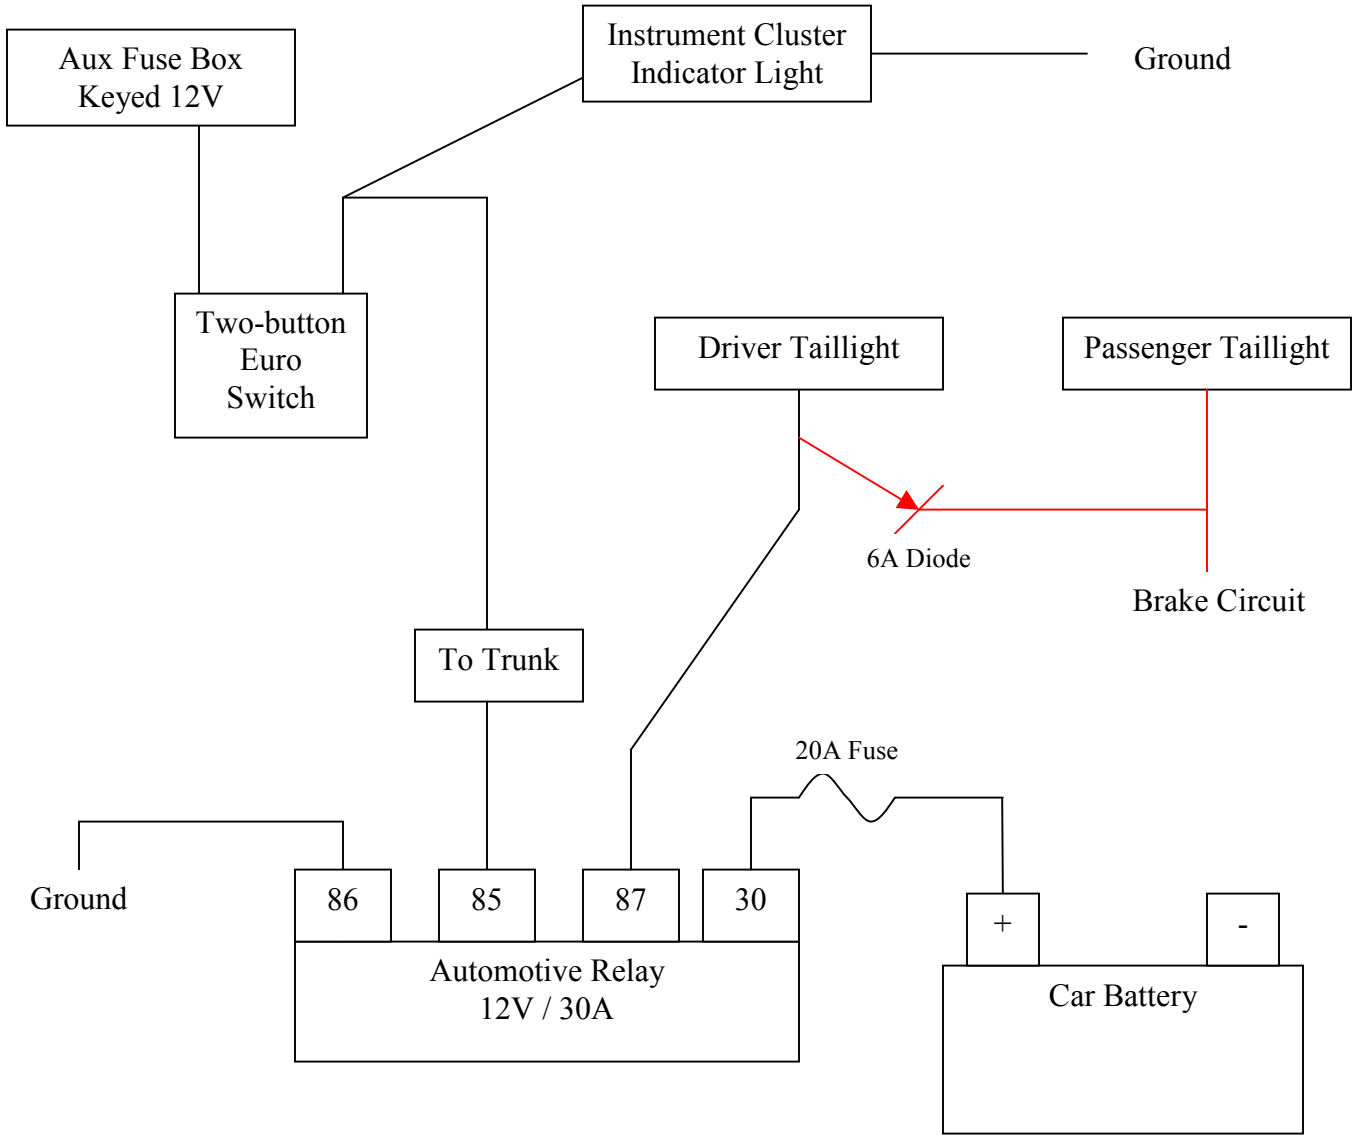 Aux Fuse Box
Keyed 12V
Instrument Cluster
Indicator Light
Ground
Two-button
Euro
Switch
Driver Taillight
Passenger Taillight
6A Diode
Brake Circuit
To Trunk
20A Fuse
Ground
86
85
87
30
+
-
Automotive Relay
12V / 30A
Car Battery